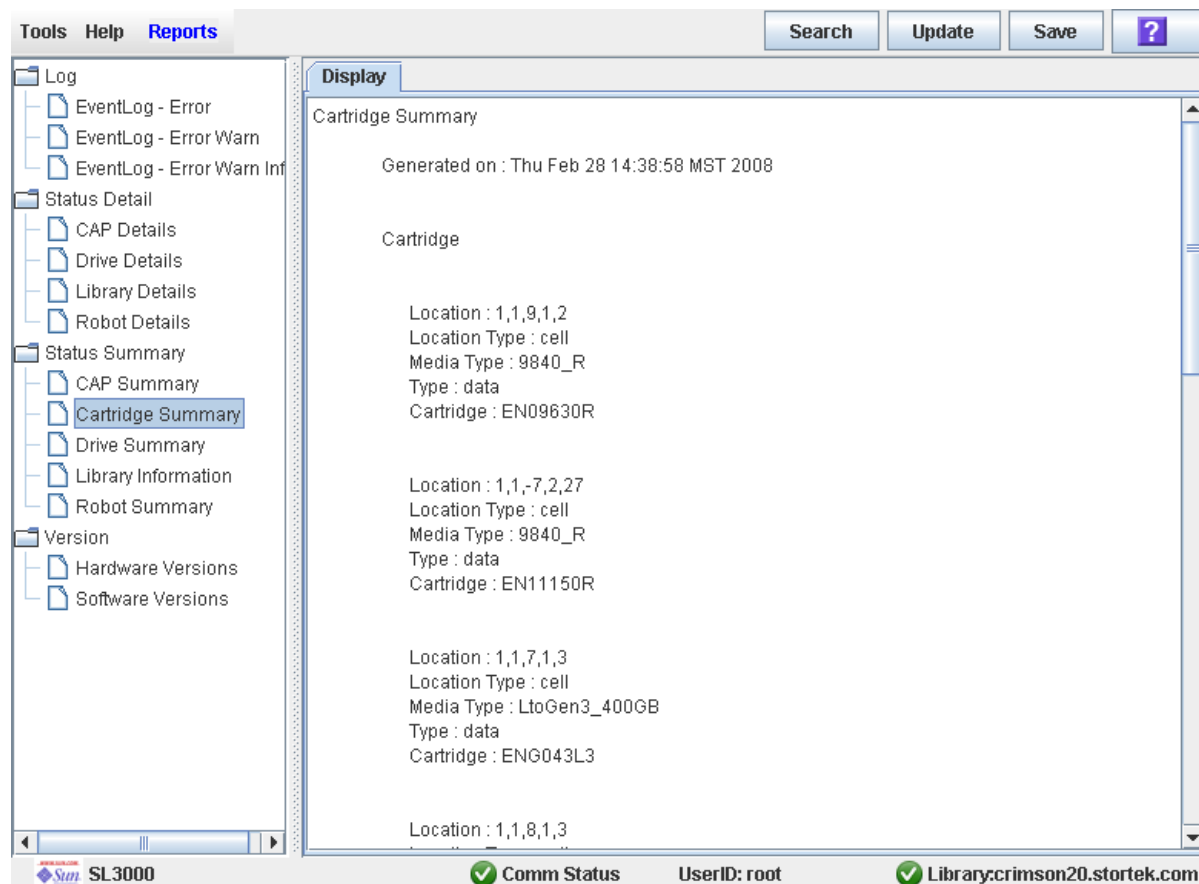 Tools Help Reports
Search Update Save ?
Log
EventLog - Error
EventLog - Error Warn
EventLog - Error Warn Inf
Status Detail
CAP Details
Drive Details
Library Details
Robot Details
Status Summary
CAP Summary
Cartridge Summary
Drive Summary
Library Information
Robot Summary
Version
Hardware Versions
Software Versions
Display
Cartridge Summary
Generated on : Thu Feb 28 14:38:58 MST 2008
Cartridge
Location : 1,1,9,1,2
Location Type : cell
Media Type : 9840_R
Type : data
Cartridge : EN09630R
Location : 1,1,-7,2,27
Location Type : cell
Media Type : 9840_R
Type : data
Cartridge : EN11150R
Location : 1,1,7,1,3
Location Type : cell
Media Type : LtoGen3_400GB
Type : data
Cartridge : ENG043L3
Location : 1,1,8,1,3
Sun SL3000 Comm Status UserID: root Library:crimson20.stortek.com